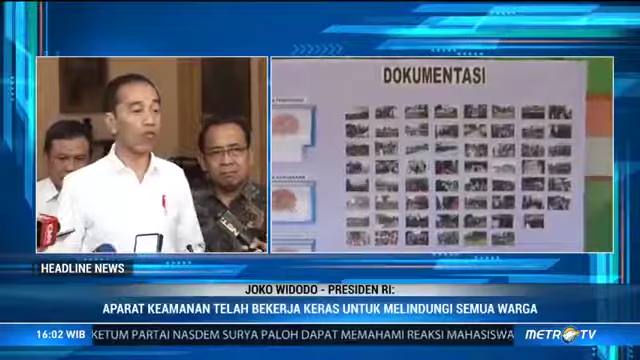 DOKUMENTASI
HEADLINE NEWS
JOKO WIDODO - PRESIDEN RI:
APARAT KEAMANAN TELAH BEKERJA KERAS UNTUK MELINDUNGI SEMUA WARGA
16:02 WIB
KETUM PARTAI NASDEM SURYA PALOH DAPAT MEMAHAMI REAKSI MAHASISWA
METRO TV